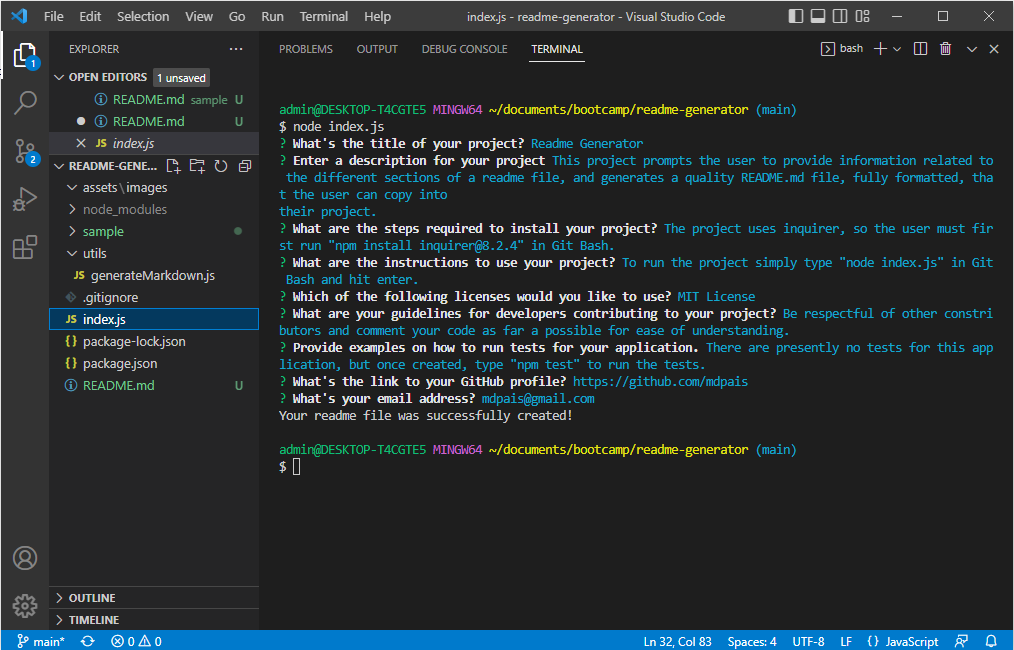 File Edit Selection View Go Run Terminal Help index.js - readme-generator - Visual Studio Code
EXPLORER ... PROBLEMS OUTPUT DEBUG CONSOLE TERMINAL bash
1
OPEN EDITORS 1 unsaved
README.md sample U
README.md U
JS index.js
2
README-GENE...
assets\images
node_modules
sample
utils
JS generateMarkdown.js
.gitignore
JS index.js
{} package-lock.json
{} package.json
README.md U
OUTLINE
TIMELINE
admin@DESKTOP-T4CGTE5 MINGW64 ~/documents/bootcamp/readme-generator (main)
$ node index.js
? What's the title of your project? Readme Generator
? Enter a description for your project This project prompts the user to provide information related to
the different sections of a readme file, and generates a quality README.md file, fully formatted, tha
t the user can copy into
their project.
? What are the steps required to install your project? The project uses inquirer, so the user must fir
st run "npm install inquirer@8.2.4" in Git Bash.
? What are the instructions to use your project? To run the project simply type "node index.js" in Git
Bash and hit enter.
? Which of the following licenses would you like to use? MIT License
? What are your guidelines for developers contributing to your project? Be respectful of other constri
butors and comment your code as far a possible for ease of understanding.
? Provide examples on how to run tests for your application. There are presently no tests for this app
lication, but once created, type "npm test" to run the tests.
? What's the link to your GitHub profile? https://github.com/mdpais
? What's your email address? mdpais@gmail.com
Your readme file was successfully created!
admin@DESKTOP-T4CGTE5 MINGW64 ~/documents/bootcamp/readme-generator (main)
$
main* 0 0 Ln 32, Col 83 Spaces: 4 UTF-8 LF {} JavaScript